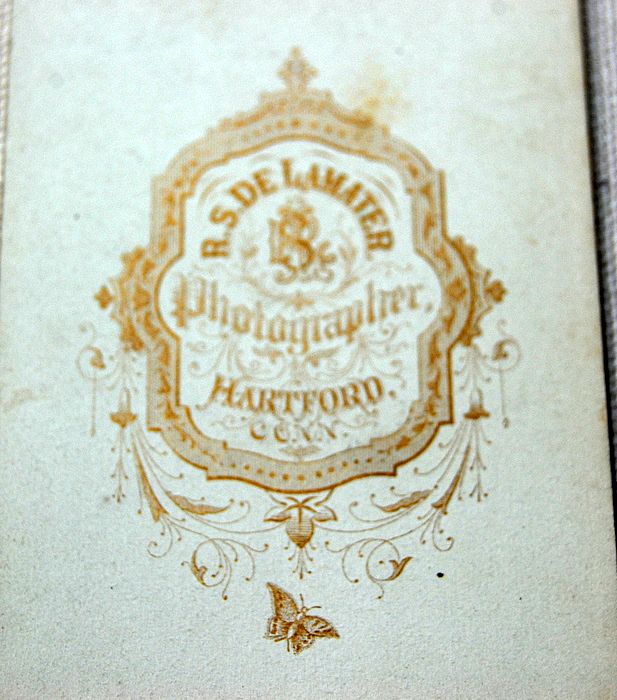 R.S. DE LAMATER
Photographer,
HARTFORD.
CONN.